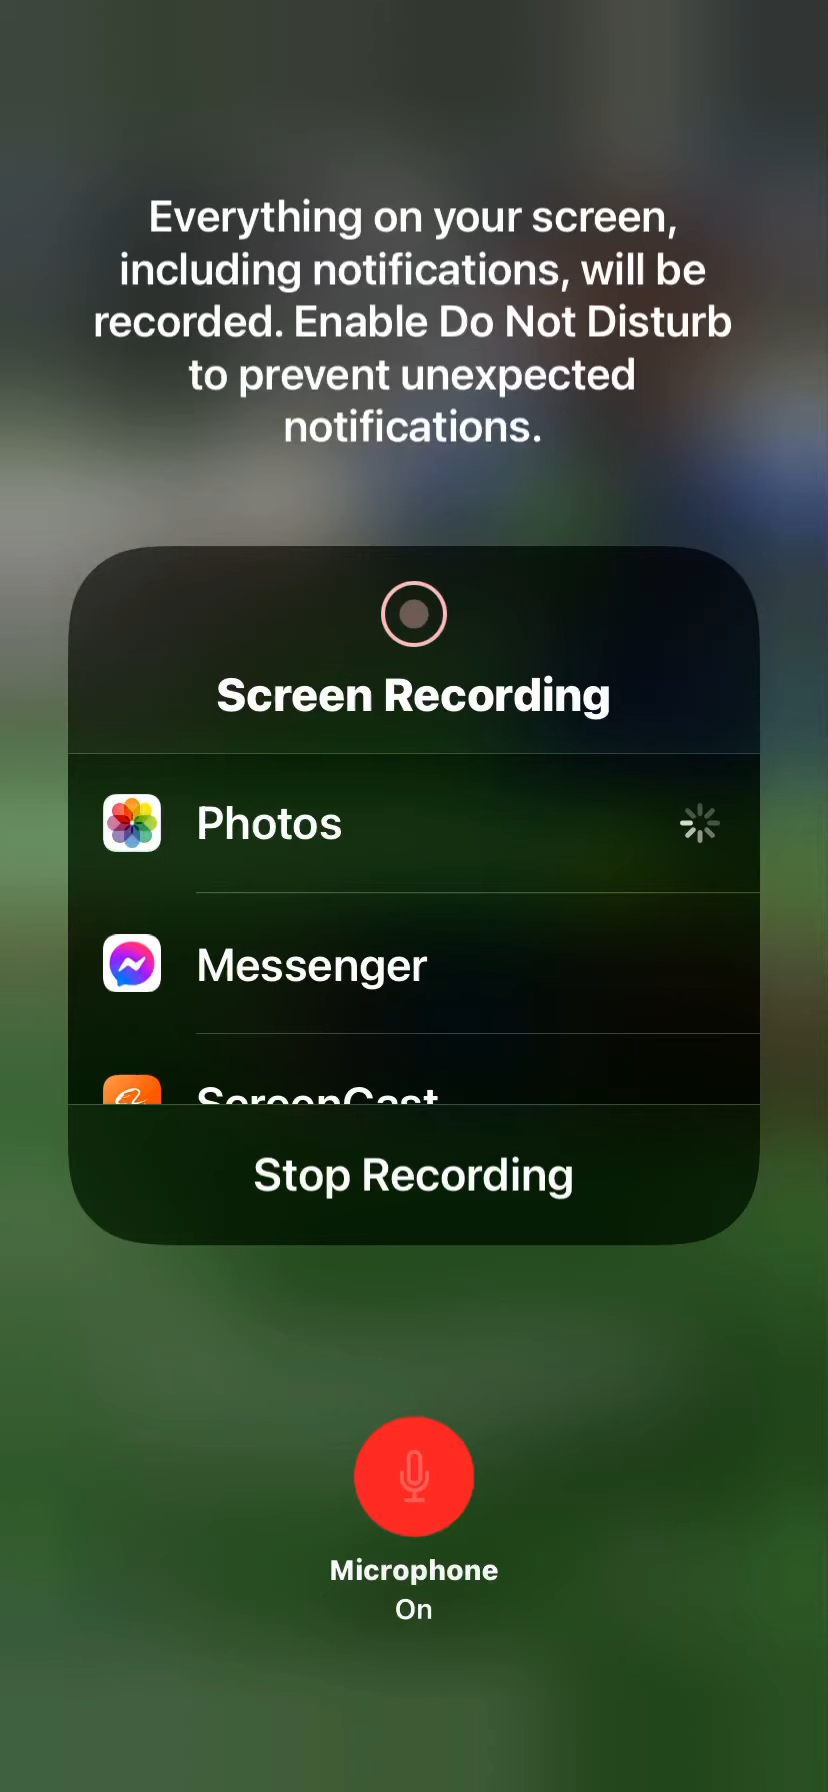 Everything on your screen,
including notifications, will be
recorded. Enable Do Not Disturb
to prevent unexpected
notifications.
Screen Recording
Photos
Messenger
ScreenCast
Stop Recording
Microphone
On